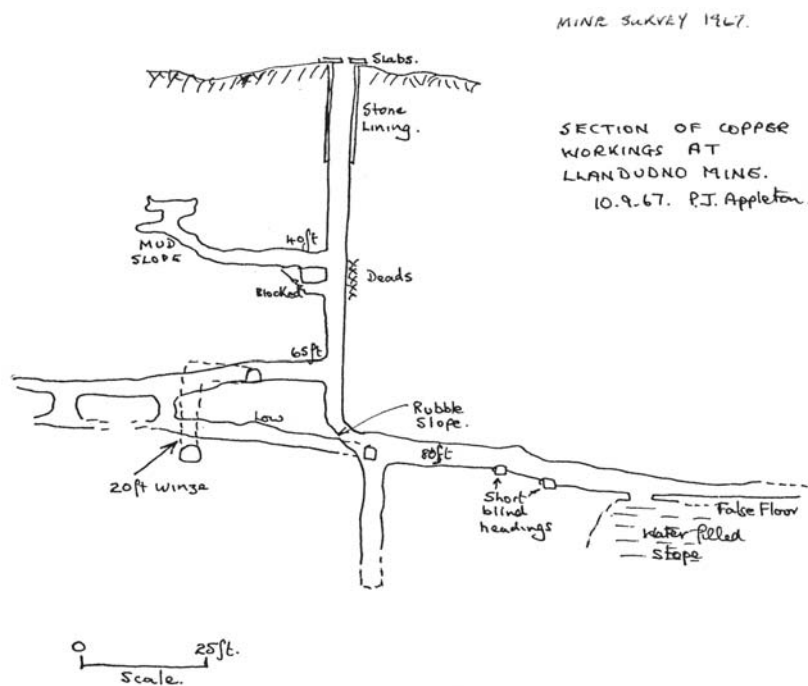 MINE SURVEY 1967.
Slabs.
Stone
Lining.
SECTION OF COPPER
WORKINGS AT
LLANDUDNO MINE.
10.9.67. P.J. Appleton.
MUD
SLOPE
40ft
Blocked
Deads
65ft
Low
Rubble
Slope.
80ft
20ft Winze
Short
blind
headings
False Floor
Water filled
Stope
0 25ft.
Scale.